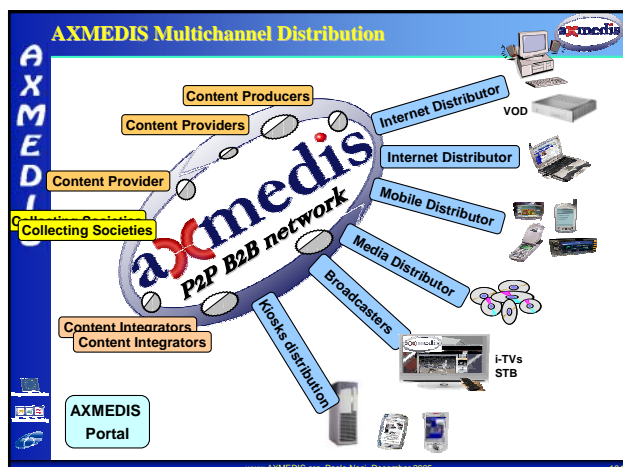 AXMEDIS Multichannel Distribution
axmedis
AXMEDIS
Content Producers
Content Providers
Content Provider
Collecting Societies
Collecting Societies
Content Integrators
Content Integrators
axmedis
P2P B2B network
Internet Distributor
VOD
Internet Distributor
Mobile Distributor
Media Distributor
Broadcasters
i-TVs
STB
Kiosks distribution
AXMEDIS
Portal